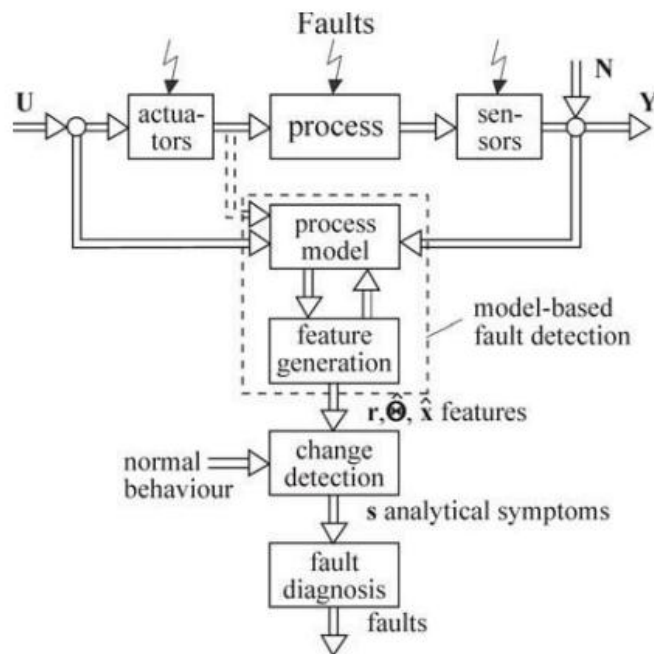 Faults
N
U
Y
actua-
tors
process
sen-
sors
process
model
model-based
fault detection
feature
generation
r, Θ̂, x̂ features
normal
behaviour
change
detection
s analytical symptoms
fault
diagnosis
faults